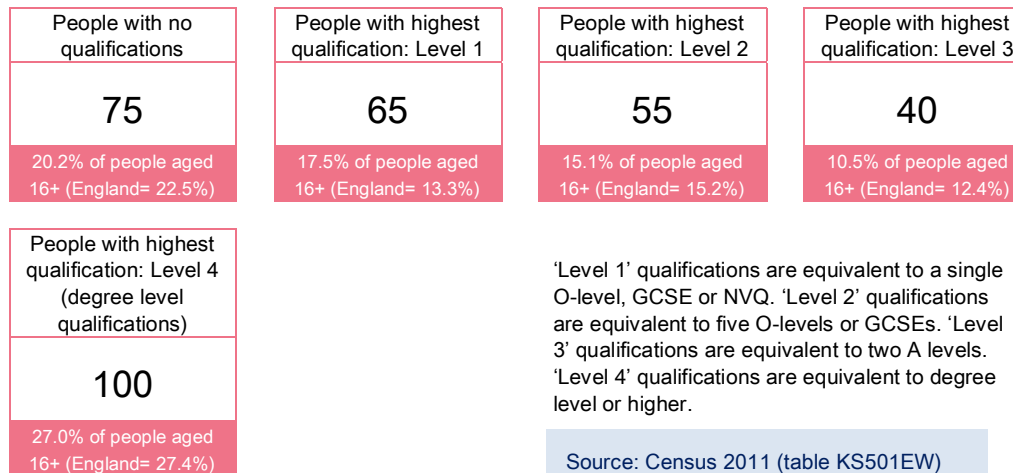 People with no
qualifications
75
20.2% of people aged
16+ (England= 22.5%)
People with highest
qualification: Level 1
65
17.5% of people aged
16+ (England= 13.3%)
People with highest
qualification: Level 2
55
15.1% of people aged
16+ (England= 15.2%)
People with highest
qualification: Level 3
40
10.5% of people aged
16+ (England= 12.4%)
People with highest
qualification: Level 4
(degree level
qualifications)
100
27.0% of people aged
16+ (England= 27.4%)
‘Level 1’ qualifications are equivalent to a single
O-level, GCSE or NVQ. ‘Level 2’ qualifications
are equivalent to five O-levels or GCSEs. ‘Level
3’ qualifications are equivalent to two A levels.
‘Level 4’ qualifications are equivalent to degree
level or higher.
Source: Census 2011 (table KS501EW)